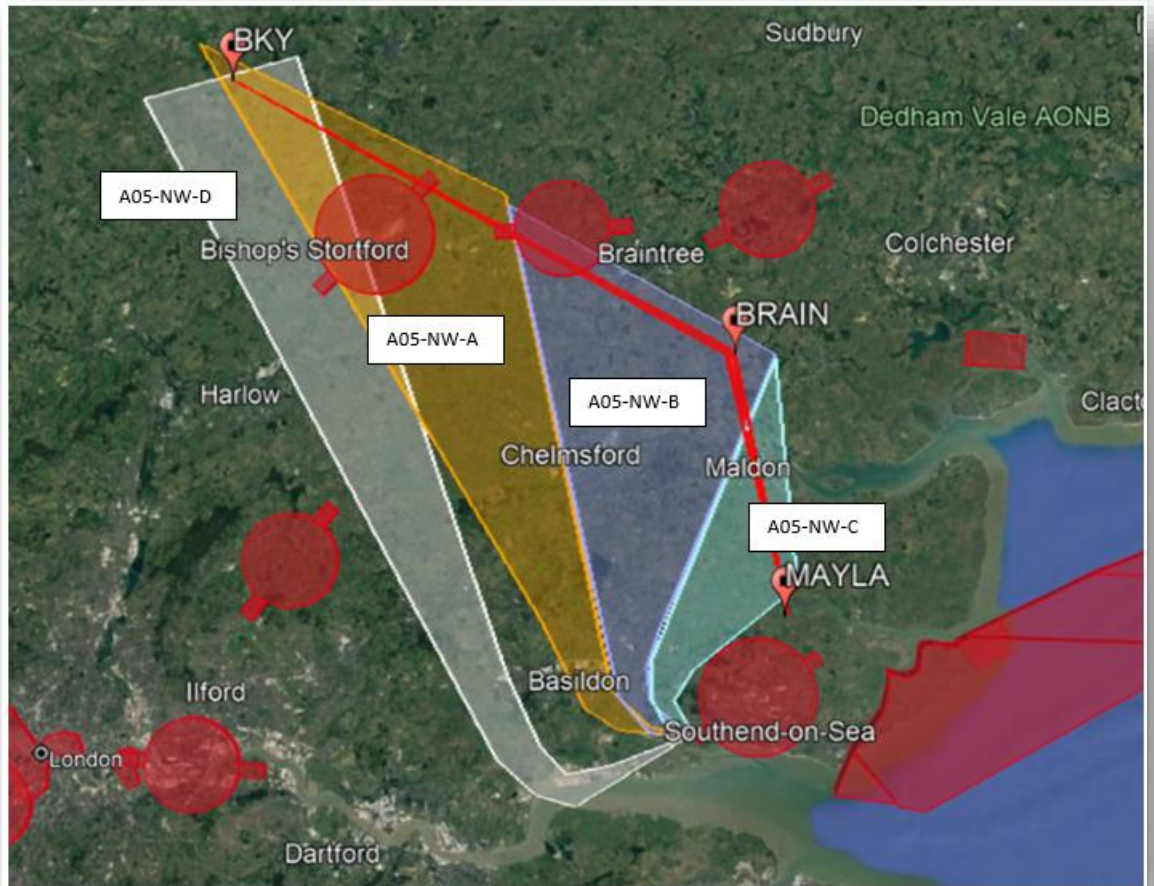 Sudbury
BKY
Dedham Vale AONB
A05-NW-D
Bishop's Stortford
Braintree
Colchester
BRAIN
A05-NW-A
Harlow
A05-NW-B
Clacto
Chelmsford
Maldon
A05-NW-C
MAYLA
Basildon
Ilford
Southend-on-Sea
London
Dartford